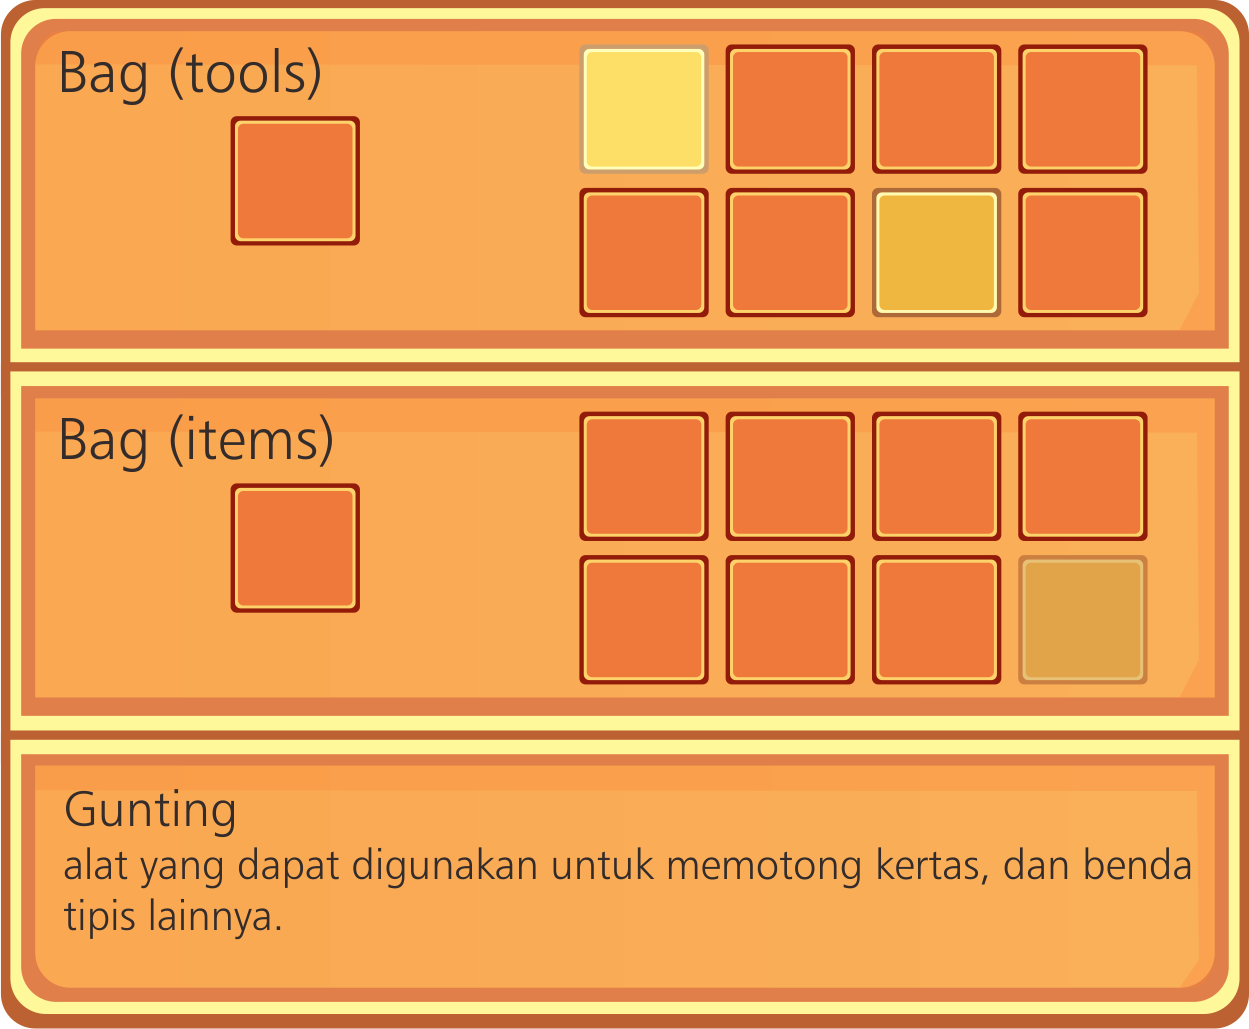 Bag (tools)
Bag (items)
Gunting
alat yang dapat digunakan untuk memotong kertas, dan benda
tipis lainnya.